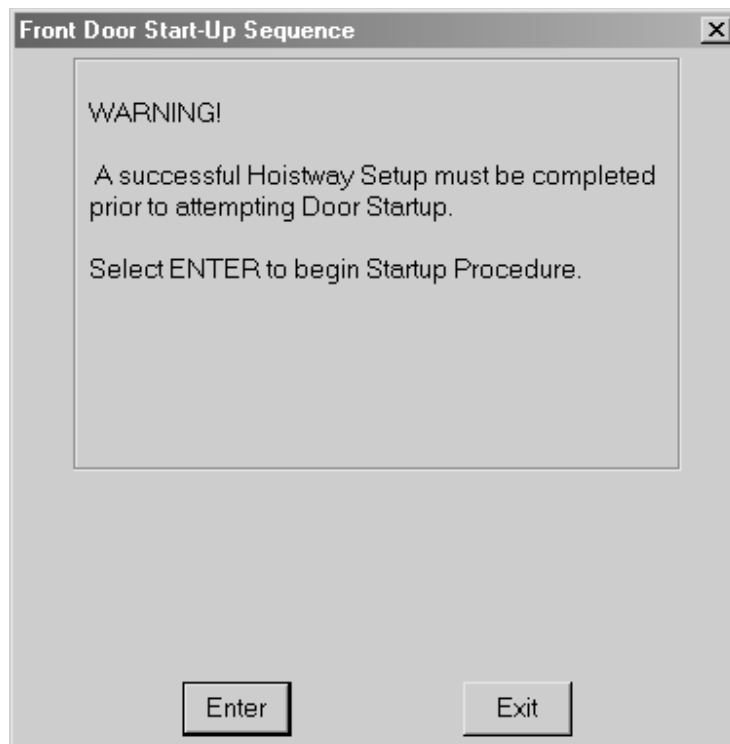 Front Door Start-Up Sequence
WARNING!
A successful Hoistway Setup must be completed
prior to attempting Door Startup.
Select ENTER to begin Startup Procedure.
Enter
Exit